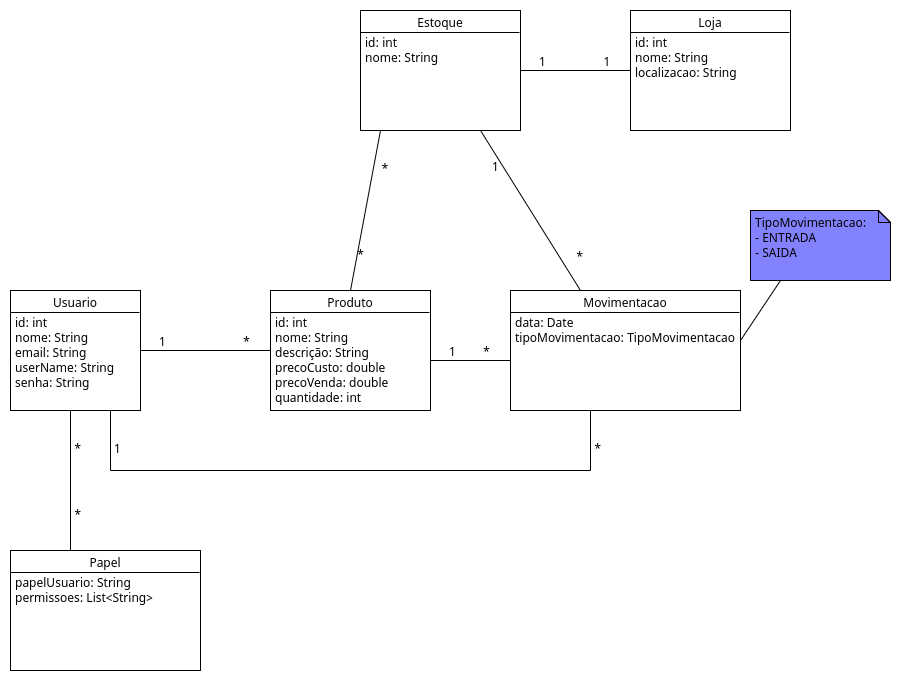 Estoque
id: int
nome: String
Loja
id: int
nome: String
localizacao: String
1
1
*
*
1
*
TipoMovimentacao:
- ENTRADA
- SAIDA
Usuario
id: int
nome: String
email: String
userName: String
senha: String
1
*
Produto
id: int
nome: String
descrição: String
precoCusto: double
precoVenda: double
quantidade: int
1
*
Movimentacao
data: Date
tipoMovimentacao: TipoMovimentacao
*
1
*
*
Papel
papelUsuario: String
permissoes: List<String>